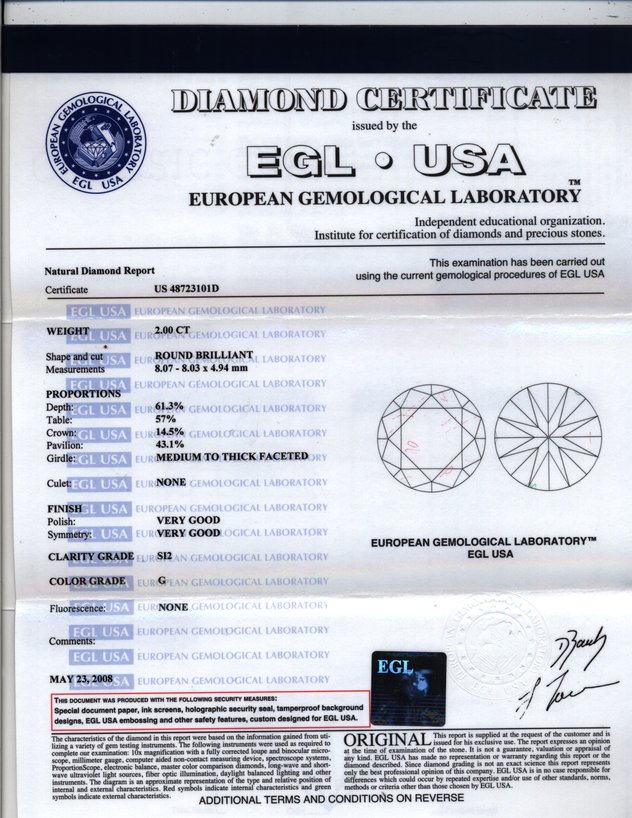 DIAMOND CERTIFICATE
issued by the
EGL • USA
EUROPEAN GEMOLOGICAL LABORATORY™
EUROPEAN GEMOLOGICAL LABORATORY
EGL USA
Independent educational organization.
Institute for certification of diamonds and precious stones.
Natural Diamond Report
Certificate US 48723101D
This examination has been carried out
using the current gemological procedures of EGL USA
EGL USA EUROPEAN GEMOLOGICAL LABORATORY
WEIGHT 2.00 CT
Shape and cut ROUND BRILLIANT
Measurements 8.07 - 8.03 x 4.94 mm
PROPORTIONS
Depth: 61.3%
Table: 57%
Crown: 14.5%
Pavilion: 43.1%
Girdle: MEDIUM TO THICK FACETED
Culet: NONE
FINISH
Polish: VERY GOOD
Symmetry: VERY GOOD
CLARITY GRADE SI2
COLOR GRADE G
Fluorescence: NONE
Comments:
MAY 23, 2008
EUROPEAN GEMOLOGICAL LABORATORY™
EGL USA
EGL
THIS DOCUMENT WAS PRODUCED WITH THE FOLLOWING SECURITY MEASURES:
Special document paper, ink screens, holographic security seal, tamperproof background
designs, EGL USA embossing and other safety features, custom designed for EGL USA.
The characteristics of the diamond in this report were based on the information gained from uti-
lizing a variety of gem testing instruments. The following instruments were used as required to
complete our examination: 10x magnification with a fully corrected loupe and binocular micro-
scope, millimeter gauge, computer aided non-contact measuring device, spectroscope systems,
ProportionScope, electronic balance, master color comparison diamonds, long-wave and short-
wave ultraviolet light sources, fiber optic illumination, daylight balanced lighting and other
instruments. The diagram is an approximate representation of the type and relative position of
internal and external characteristics. Red symbols indicate internal characteristics and green
symbols indicate external characteristics.
ORIGINAL This report is supplied at the request of the customer and is
issued for his exclusive use. The report expresses an opinion
at the time of examination of the stone. It is not a guarantee, valuation or appraisal of
any kind. EGL USA has made no representation or warranty regarding this report or the
diamond described. Since diamond grading is not an exact science this report represents
only the best professional opinion of this company. EGL USA is in no case responsible for
differences which could occur by repeated expertise and/or use of other standards, norms,
methods or criteria other than those chosen by EGL USA.
ADDITIONAL TERMS AND CONDITIONS ON REVERSE